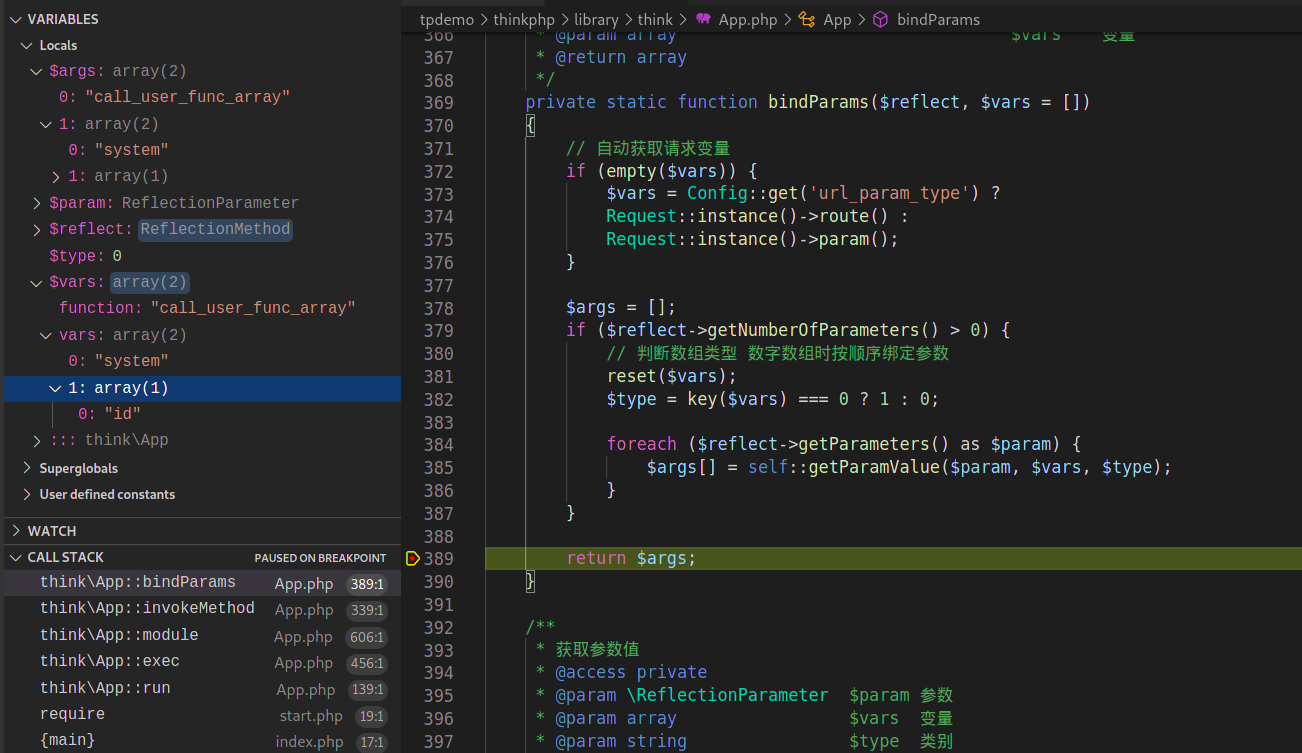 VARIABLES
Locals
$args: array(2)
0: "call_user_func_array"
1: array(2)
0: "system"
1: array(1)
$param: ReflectionParameter
$reflect: ReflectionMethod
$type: 0
$vars: array(2)
function: "call_user_func_array"
vars: array(2)
0: "system"
1: array(1)
0: "id"
::: think\App
Superglobals
User defined constants
WATCH
CALL STACK PAUSED ON BREAKPOINT
think\App::bindParams App.php 389:1
think\App::invokeMethod App.php 339:1
think\App::module App.php 606:1
think\App::exec App.php 456:1
think\App::run App.php 139:1
require start.php 19:1
{main} index.php 17:1
tpdemo > thinkphp > library > think > App.php > App > bindParams
366 * @param array $vars 变量
367 * @return array
368 */
369 private static function bindParams($reflect, $vars = [])
370 {
371 // 自动获取请求变量
372 if (empty($vars)) {
373 $vars = Config::get('url_param_type') ?
374 Request::instance()->route() :
375 Request::instance()->param();
376 }
377
378 $args = [];
379 if ($reflect->getNumberOfParameters() > 0) {
380 // 判断数组类型 数字数组时按顺序绑定参数
381 reset($vars);
382 $type = key($vars) === 0 ? 1 : 0;
383
384 foreach ($reflect->getParameters() as $param) {
385 $args[] = self::getParamValue($param, $vars, $type);
386 }
387 }
388
389 return $args;
390 }
391
392 /**
393 * 获取参数值
394 * @access private
395 * @param \ReflectionParameter $param 参数
396 * @param array $vars 变量
397 * @param string $type 类别